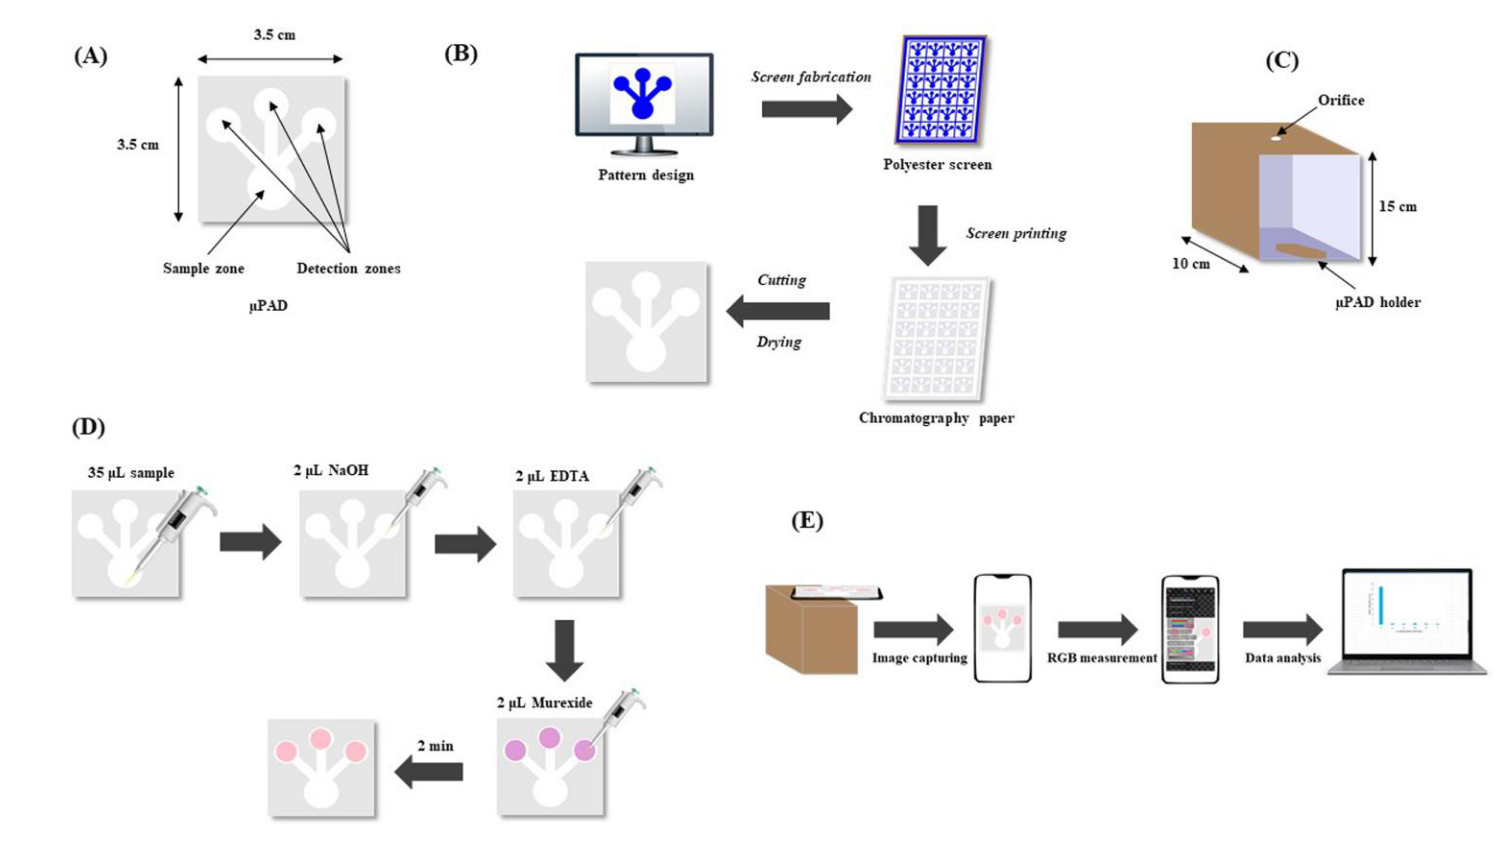 (A)
3.5 cm
3.5 cm
Sample zone
Detection zones
µPAD
(B)
Pattern design
Screen fabrication
Polyester screen
Screen printing
Chromatography paper
Cutting
Drying
(C)
Orifice
15 cm
10 cm
µPAD holder
(D)
35 µL sample
2 µL NaOH
2 µL EDTA
2 µL Murexide
2 min
(E)
Image capturing
RGB measurement
Data analysis